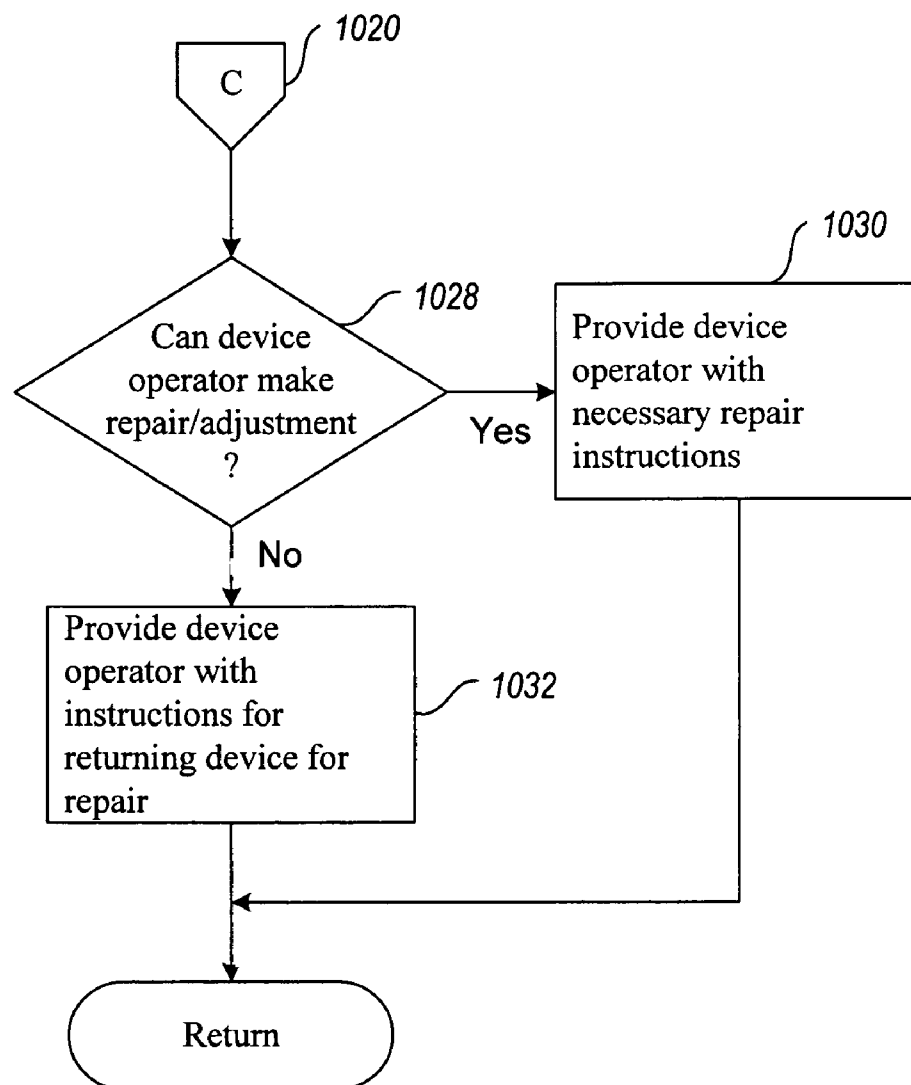 1020
C
1028
Can device
operator make
repair/adjustment
?
Yes
1030
Provide device
operator with
necessary repair
instructions
No
Provide device
operator with
instructions for
returning device for
repair
1032
Return